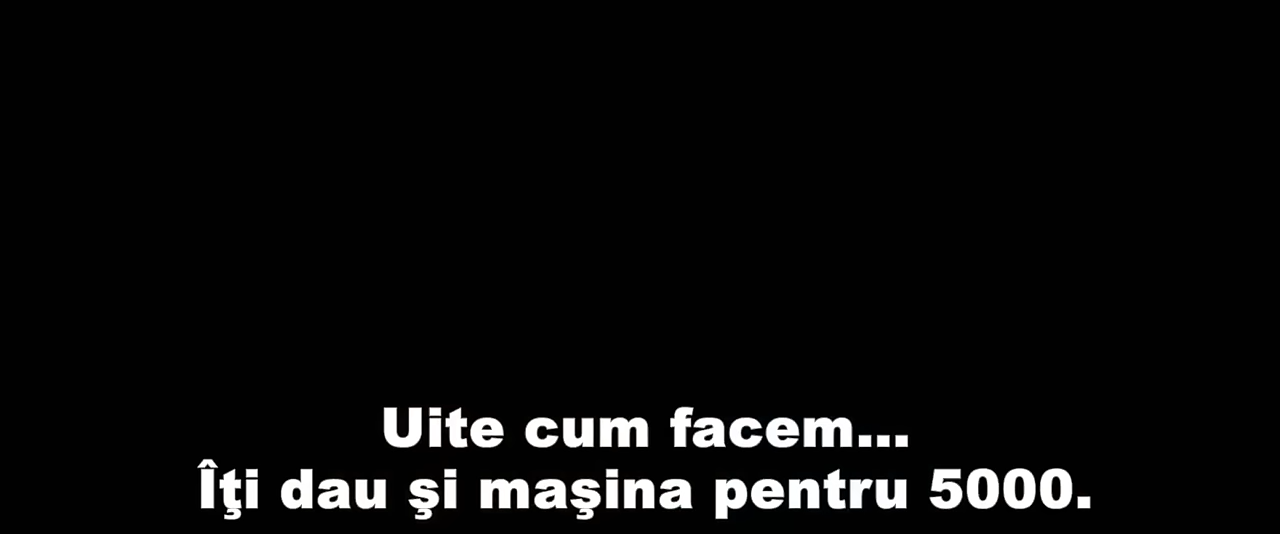 Uite cum facem...
Îţi dau şi maşina pentru 5000.